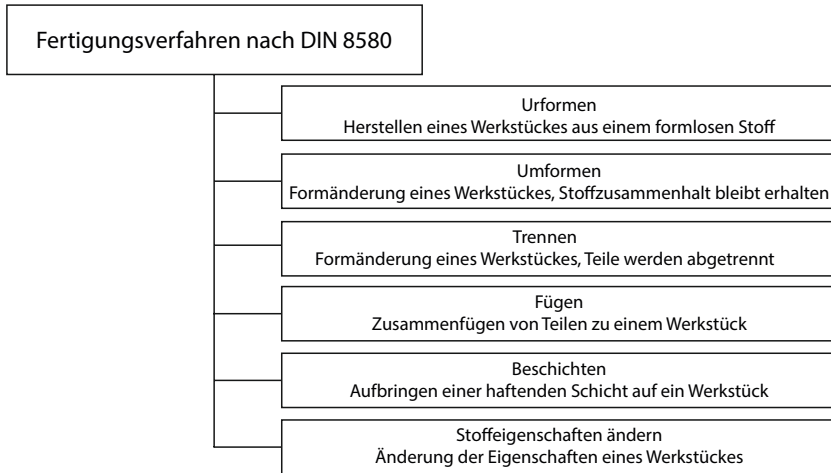 Fertigungsverfahren nach DIN 8580
Urformen
Herstellen eines Werkstückes aus einem formlosen Stoff
Umformen
Formänderung eines Werkstückes, Stoffzusammenhalt bleibt erhalten
Trennen
Formänderung eines Werkstückes, Teile werden abgetrennt
Fügen
Zusammenfügen von Teilen zu einem Werkstück
Beschichten
Aufbringen einer haftenden Schicht auf ein Werkstück
Stoffeigenschaften ändern
Änderung der Eigenschaften eines Werkstückes